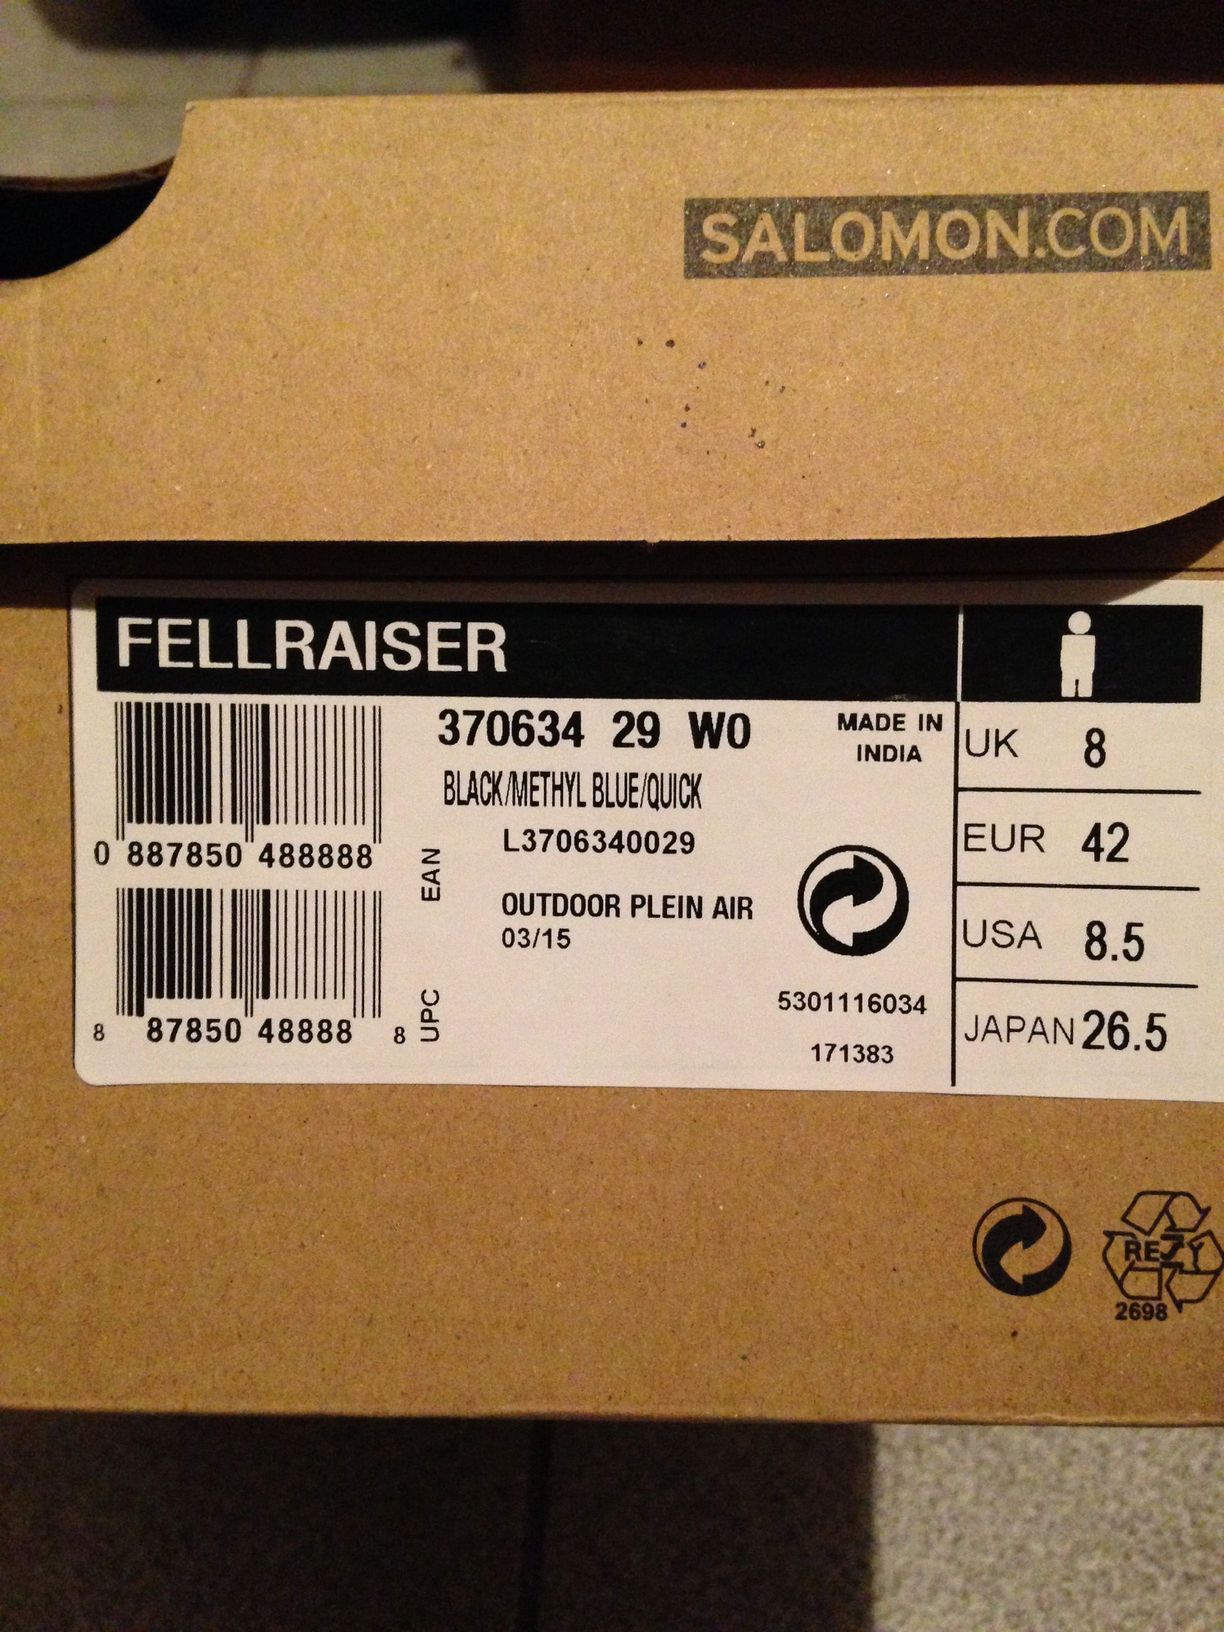 SALOMON.COM
FELLRAISER
370634 29 W0
BLACK/METHYL BLUE/QUICK
L3706340029
OUTDOOR PLEIN AIR
03/15
MADE IN
INDIA
0 887850 488888
EAN
8 87850 48888 8
UPC
5301116034
171383
UK 8
EUR 42
USA 8.5
JAPAN 26.5
RESY
2698